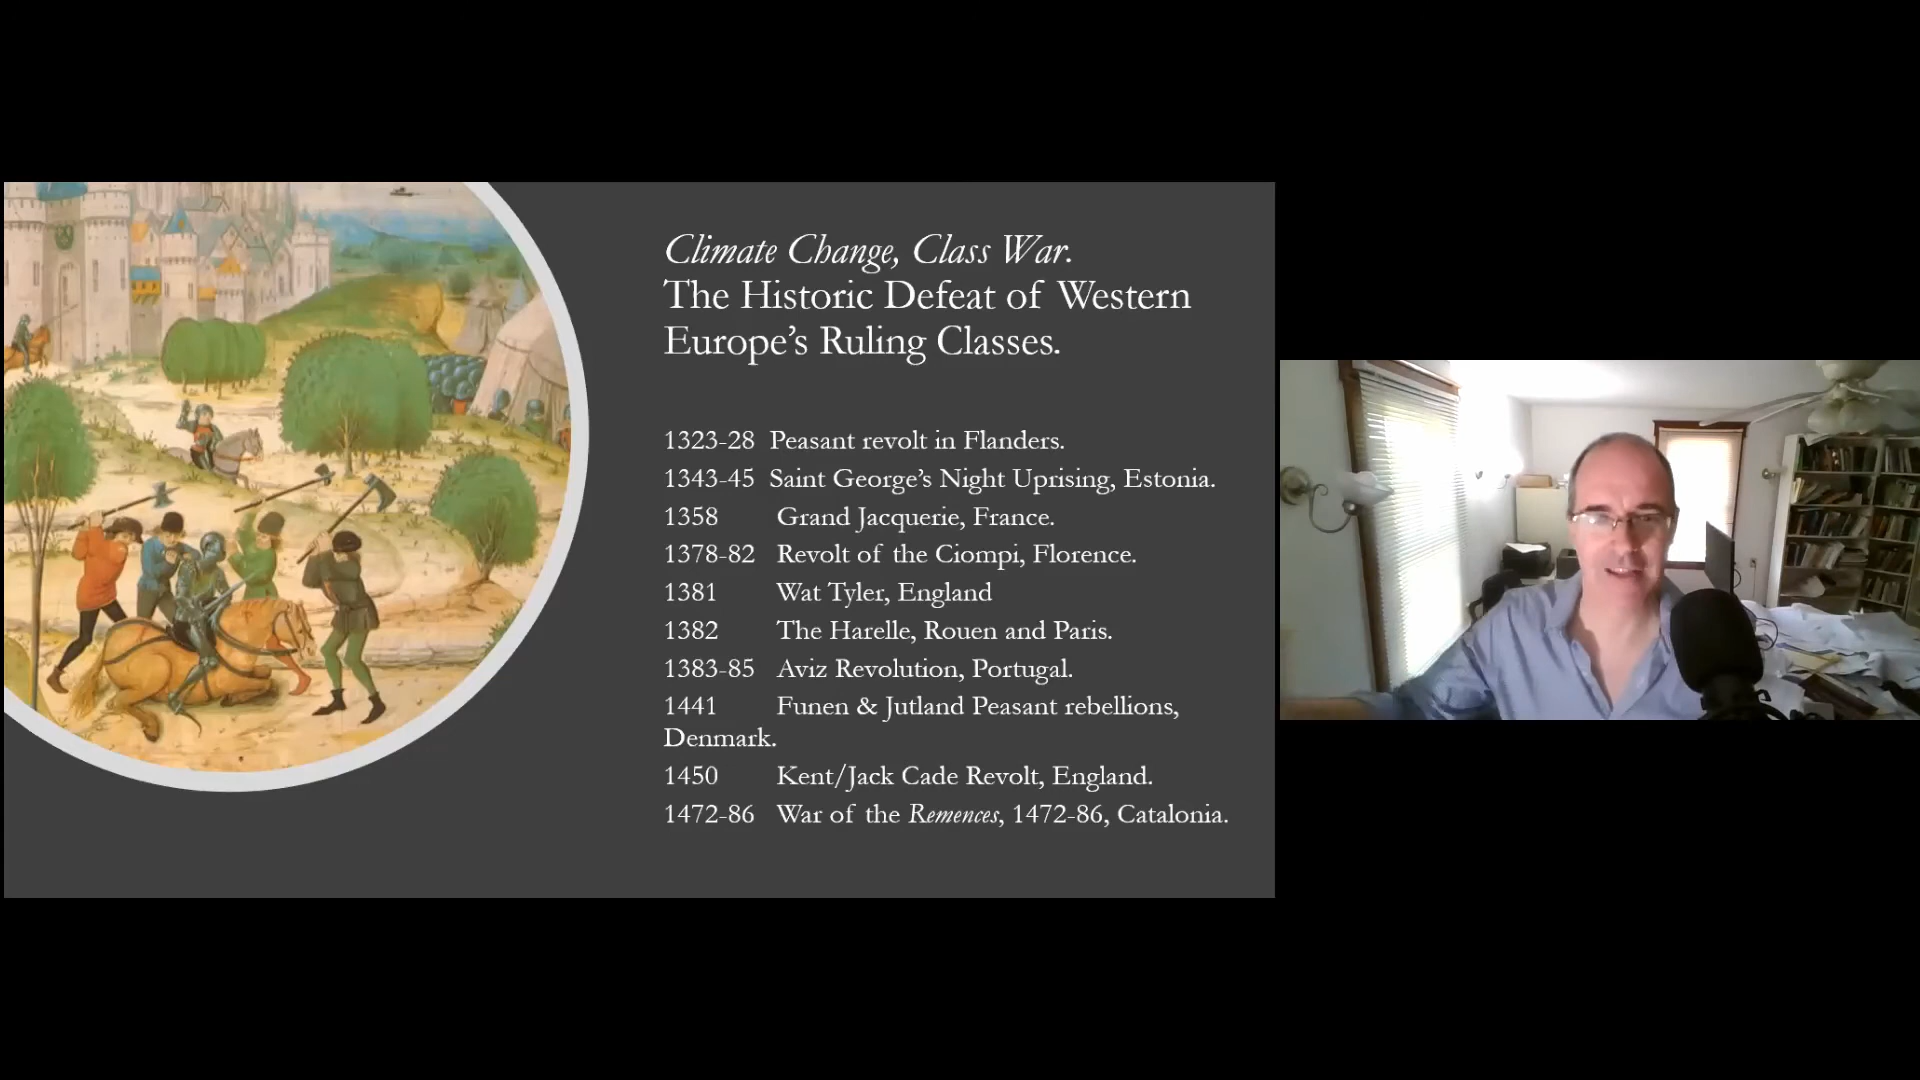 Climate Change, Class War.
The Historic Defeat of Western
Europe’s Ruling Classes.
1323-28 Peasant revolt in Flanders.
1343-45 Saint George’s Night Uprising, Estonia.
1358 Grand Jacquerie, France.
1378-82 Revolt of the Ciompi, Florence.
1381 Wat Tyler, England
1382 The Harelle, Rouen and Paris.
1383-85 Aviz Revolution, Portugal.
1441 Funen & Jutland Peasant rebellions,
Denmark.
1450 Kent/Jack Cade Revolt, England.
1472-86 War of the Remences, 1472-86, Catalonia.